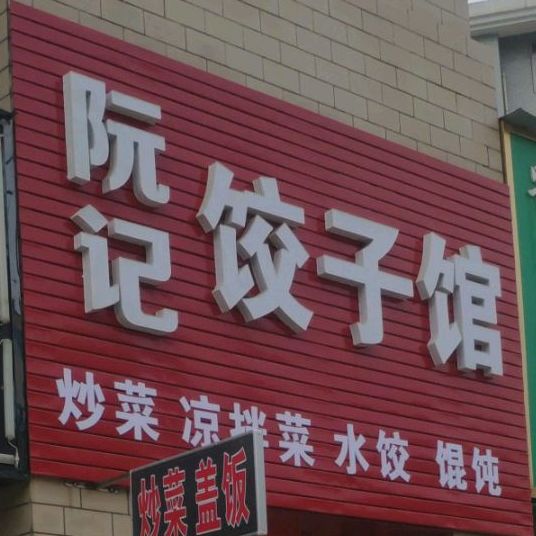 阮记饺子馆
炒菜 凉拌菜 水饺 馄饨
炒菜盖饭